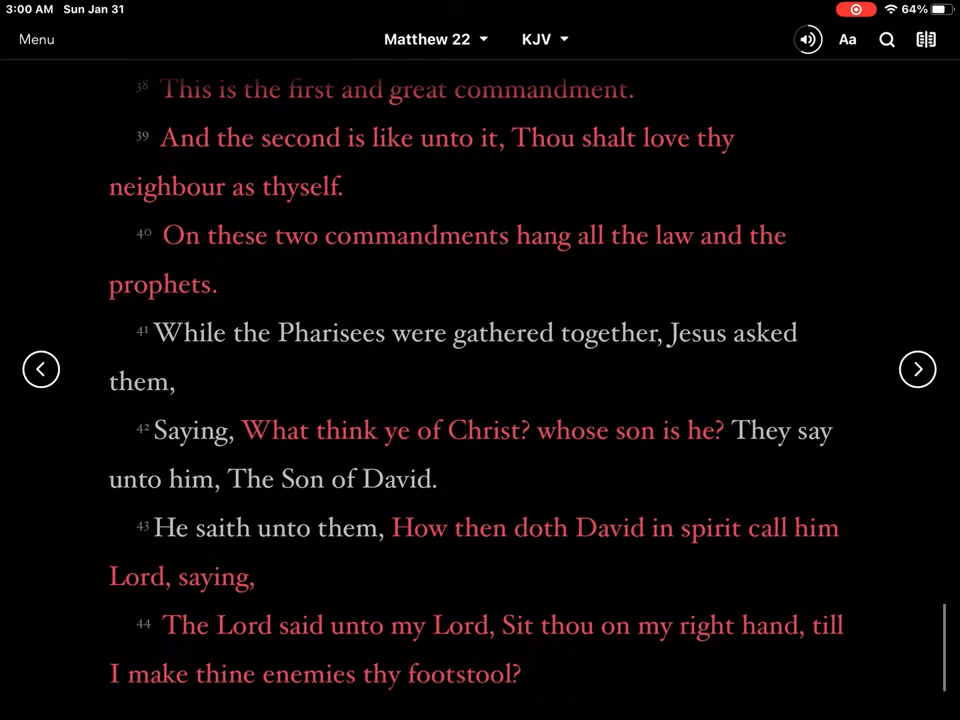 3:00 AM Sun Jan 31 64%
Menu Matthew 22 KJV Aa
38 This is the first and great commandment.
39 And the second is like unto it, Thou shalt love thy
neighbour as thyself.
40 On these two commandments hang all the law and the
prophets.
41 While the Pharisees were gathered together, Jesus asked
them,
42 Saying, What think ye of Christ? whose son is he? They say
unto him, The Son of David.
43 He saith unto them, How then doth David in spirit call him
Lord, saying,
44 The Lord said unto my Lord, Sit thou on my right hand, till
I make thine enemies thy footstool?